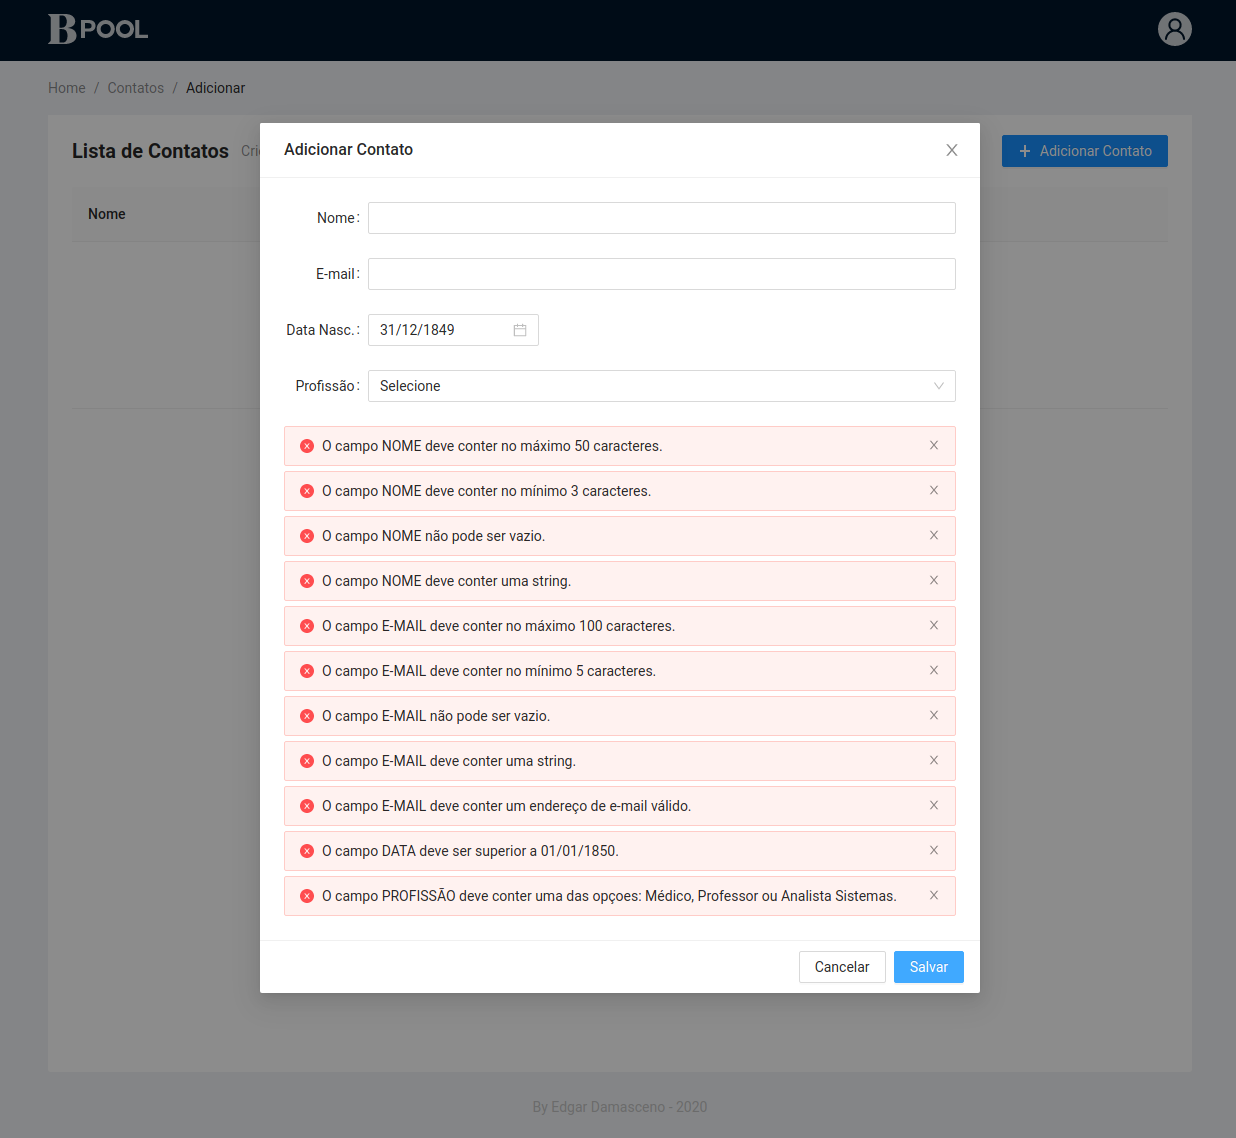 B POOL
Home / Contatos / Adicionar
Lista de Contatos
Adicionar Contato
Nome
Adicionar Contato
Nome:
E-mail:
Data Nasc.: 31/12/1849
Profissão: Selecione
O campo NOME deve conter no máximo 50 caracteres.
O campo NOME deve conter no mínimo 3 caracteres.
O campo NOME não pode ser vazio.
O campo NOME deve conter uma string.
O campo E-MAIL deve conter no máximo 100 caracteres.
O campo E-MAIL deve conter no mínimo 5 caracteres.
O campo E-MAIL não pode ser vazio.
O campo E-MAIL deve conter uma string.
O campo E-MAIL deve conter um endereço de e-mail válido.
O campo DATA deve ser superior a 01/01/1850.
O campo PROFISSÃO deve conter uma das opçoes: Médico, Professor ou Analista Sistemas.
Cancelar Salvar
By Edgar Damasceno - 2020